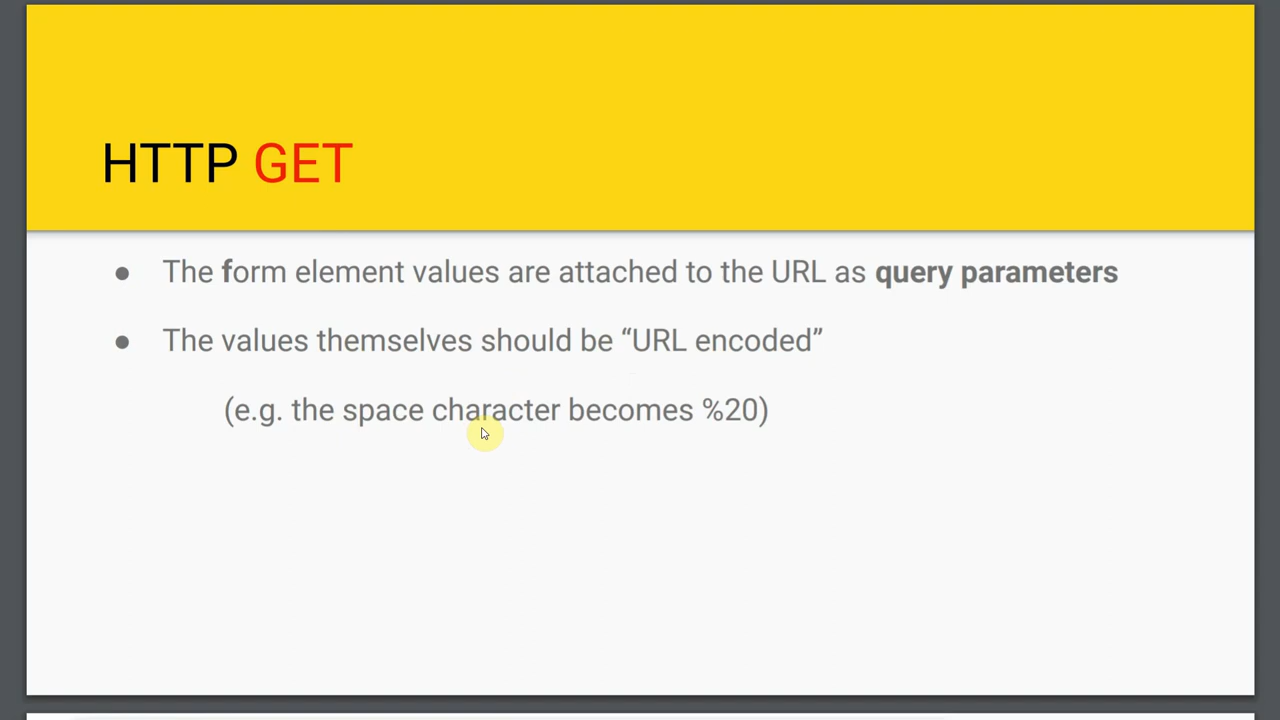 HTTP GET
● The form element values are attached to the URL as query parameters
● The values themselves should be “URL encoded”
(e.g. the space character becomes %20)